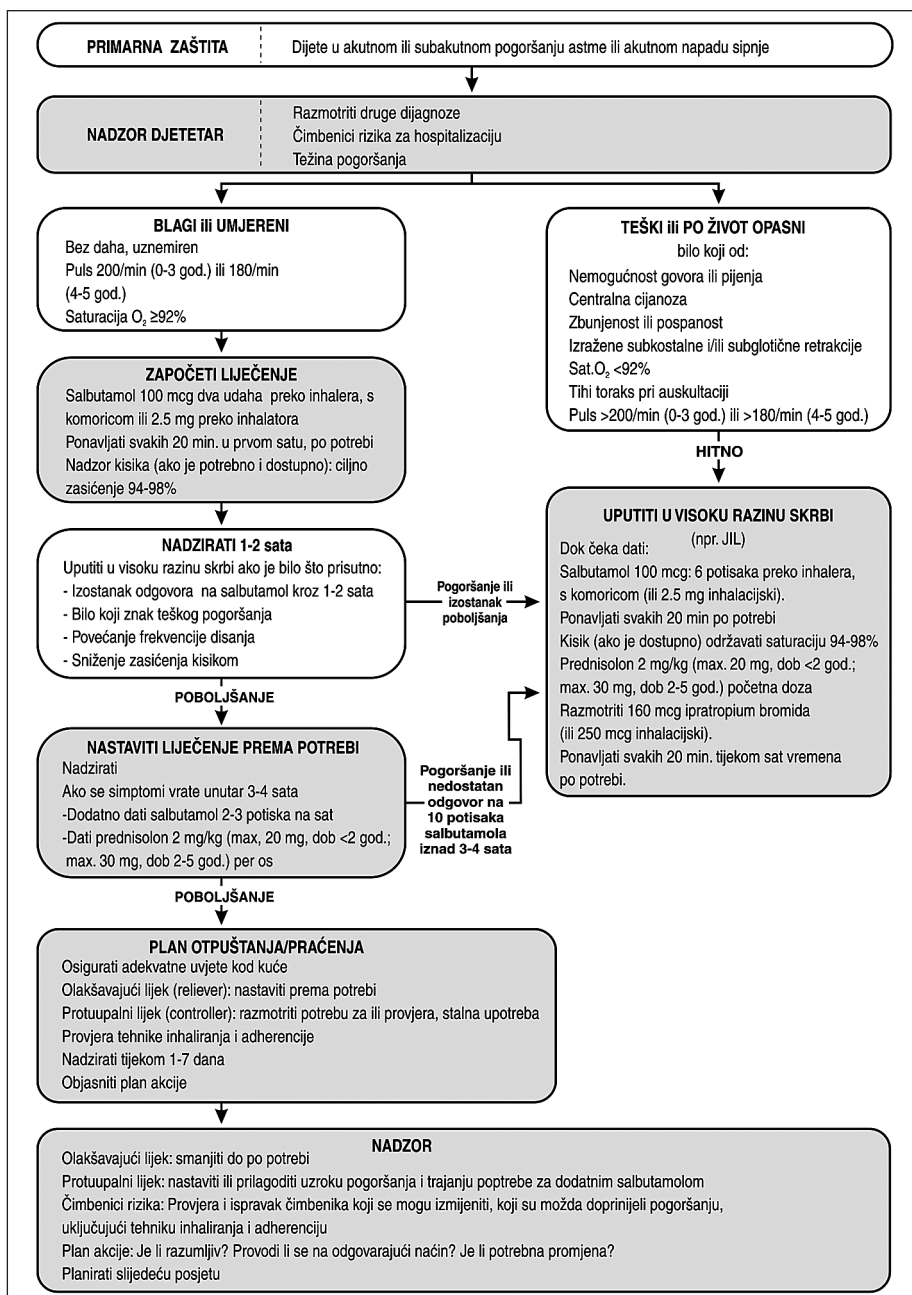 PRIMARNA ZAŠTITA
Dijete u akutnom ili subakutnom pogoršanju astme ili akutnom napadu sipnje
NADZOR DJETETAR
Razmotriti druge dijagnoze
Čimbenici rizika za hospitalizaciju
Težina pogoršanja
BLAGI ili UMJERENI
Bez daha, uznemiren
Puls 200/min (0-3 god.) ili 180/min
(4-5 god.)
Saturacija O₂ ≥92%
TEŠKI ili PO ŽIVOT OPASNI
bilo koji od:
Nemogućnost govora ili pijenja
Centralna cijanoza
Zbunjenost ili pospanost
Izražene subkostalne i/ili subglotične retrakcije
Sat.O₂ <92%
Tihi toraks pri auskultaciji
Puls >200/min (0-3 god.) ili >180/min (4-5 god.)
ZAPOČETI LIJEČENJE
Salbutamol 100 mcg dva udaha preko inhalera, s
komoricom ili 2.5 mg preko inhalatora
Ponavljati svakih 20 min. u prvom satu, po potrebi
Nadzor kisika (ako je potrebno i dostupno): ciljno
zasićenje 94-98%
HITNO
NADZIRATI 1-2 sata
Uputiti u visoku razinu skrbi ako je bilo što prisutno:
- Izostanak odgovora na salbutamol kroz 1-2 sata
- Bilo koji znak teškog pogoršanja
- Povećanje frekvencije disanja
- Sniženje zasićenja kisikom
Pogoršanje ili
izostanak
poboljšanja
UPUTITI U VISOKU RAZINU SKRBI
(npr. JIL)
Dok čeka dati:
Salbutamol 100 mcg: 6 potisaka preko inhalera,
s komoricom (ili 2.5 mg inhalacijski).
Ponavljati svakih 20 min po potrebi
Kisik (ako je dostupno) održavati saturaciju 94-98%
Prednisolon 2 mg/kg (max. 20 mg, dob <2 god.;
max. 30 mg, dob 2-5 god.) početna doza
Razmotriti 160 mcg ipratropium bromida
(ili 250 mcg inhalacijski).
Ponavljati svakih 20 min. tijekom sat vremena
po potrebi.
POBOLJŠANJE
NASTAVITI LIJEČENJE PREMA POTREBI
Nadzirati
Ako se simptomi vrate unutar 3-4 sata
-Dodatno dati salbutamol 2-3 potiska na sat
-Dati prednisolon 2 mg/kg (max, 20 mg, dob <2 god.;
max. 30 mg, dob 2-5 god.) per os
Pogoršanje ili
nedostatan
odgovor na
10 potisaka
salbutamola
iznad 3-4 sata
POBOLJŠANJE
PLAN OTPUŠTANJA/PRAĆENJA
Osigurati adekvatne uvjete kod kuće
Olakšavajući lijek (reliever): nastaviti prema potrebi
Protuupalni lijek (controller): razmotriti potrebu za ili provjera, stalna upotreba
Provjera tehnike inhaliranja i adherencije
Nadzirati tijekom 1-7 dana
Objasniti plan akcije
NADZOR
Olakšavajući lijek: smanjiti do po potrebi
Protuupalni lijek: nastaviti ili prilagoditi uzroku pogoršanja i trajanju poptrebe za dodatnim salbutamolom
Čimbenici rizika: Provjera i ispravak čimbenika koji se mogu izmijeniti, koji su možda doprinijeli pogoršanju,
uključujući tehniku inhaliranja i adherenciju
Plan akcije: Je li razumljiv? Provodi li se na odgovarajući naćin? Je li potrebna promjena?
Planirati slijedeću posjetu